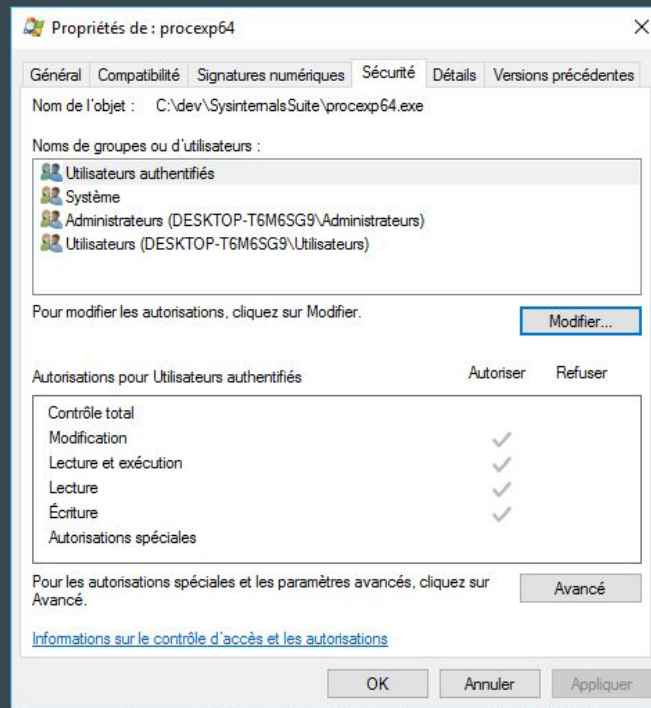 Propriétés de : procexp64
Général Compatibilité Signatures numériques Sécurité Détails Versions précédentes
Nom de l'objet : C:\dev\SysinternalsSuite\procexp64.exe
Noms de groupes ou d'utilisateurs :
Utilisateurs authentifiés
Système
Administrateurs (DESKTOP-T6M6SG9\Administrateurs)
Utilisateurs (DESKTOP-T6M6SG9\Utilisateurs)
Pour modifier les autorisations, cliquez sur Modifier.
Modifier...
Autorisations pour Utilisateurs authentifiés Autoriser Refuser
Contrôle total
Modification
Lecture et exécution
Lecture
Écriture
Autorisations spéciales
Pour les autorisations spéciales et les paramètres avancés, cliquez sur
Avancé.
Avancé
Informations sur le contrôle d'accès et les autorisations
OK Annuler Appliquer